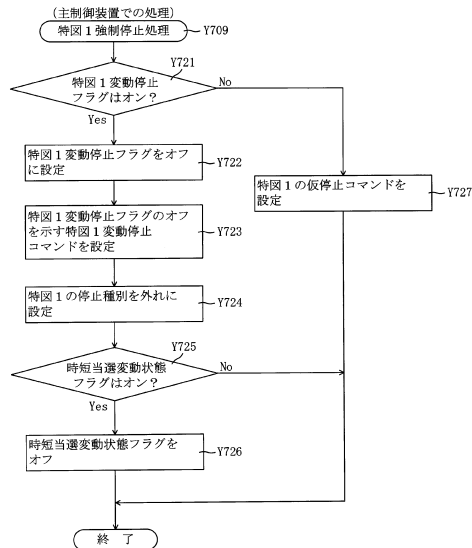 (主制御装置での処理)
特図1強制停止処理
Y709
Y721
特図1変動停止
フラグはオン?
No
Yes
特図1変動停止フラグをオフ
に設定
Y722
特図1の仮停止コマンドを
設定
Y727
特図1変動停止フラグのオフ
を示す特図1変動停止
コマンドを設定
Y723
特図1の停止種別を外れに
設定
Y724
Y725
時短当選変動状態
フラグはオン?
No
Yes
時短当選変動状態フラグを
オフ
Y726
終 了